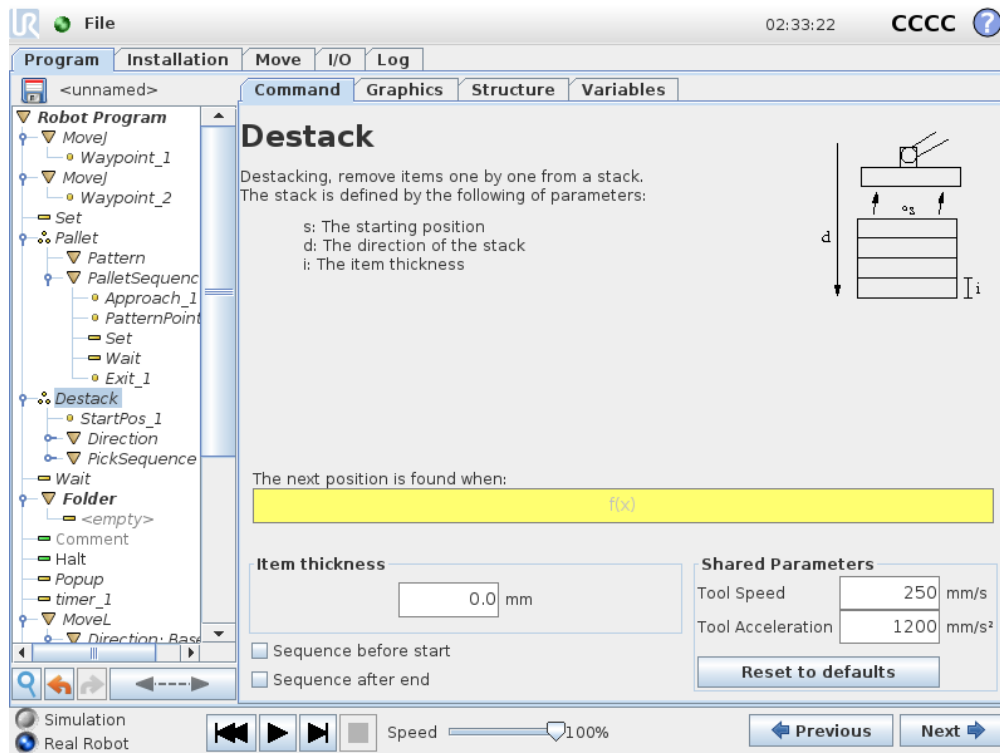 UR File 02:33:22 CCCC ?
Program Installation Move I/O Log
<unnamed>
Command Graphics Structure Variables
Robot Program
MoveJ
Waypoint_1
MoveJ
Waypoint_2
Set
Pallet
Pattern
PalletSequenc
Approach_1
PatternPoint
Set
Wait
Exit_1
Destack
StartPos_1
Direction
PickSequence
Wait
Folder
<empty>
Comment
Halt
Popup
timer_1
MoveL
Direction: Base
Destack
Destacking, remove items one by one from a stack.
The stack is defined by the following of parameters:
s: The starting position
d: The direction of the stack
i: The item thickness
s
d
i
The next position is found when:
f(x)
Item thickness
0.0 mm
Sequence before start
Sequence after end
Shared Parameters
Tool Speed 250 mm/s
Tool Acceleration 1200 mm/s²
Reset to defaults
Simulation
Real Robot
Speed 100%
Previous Next